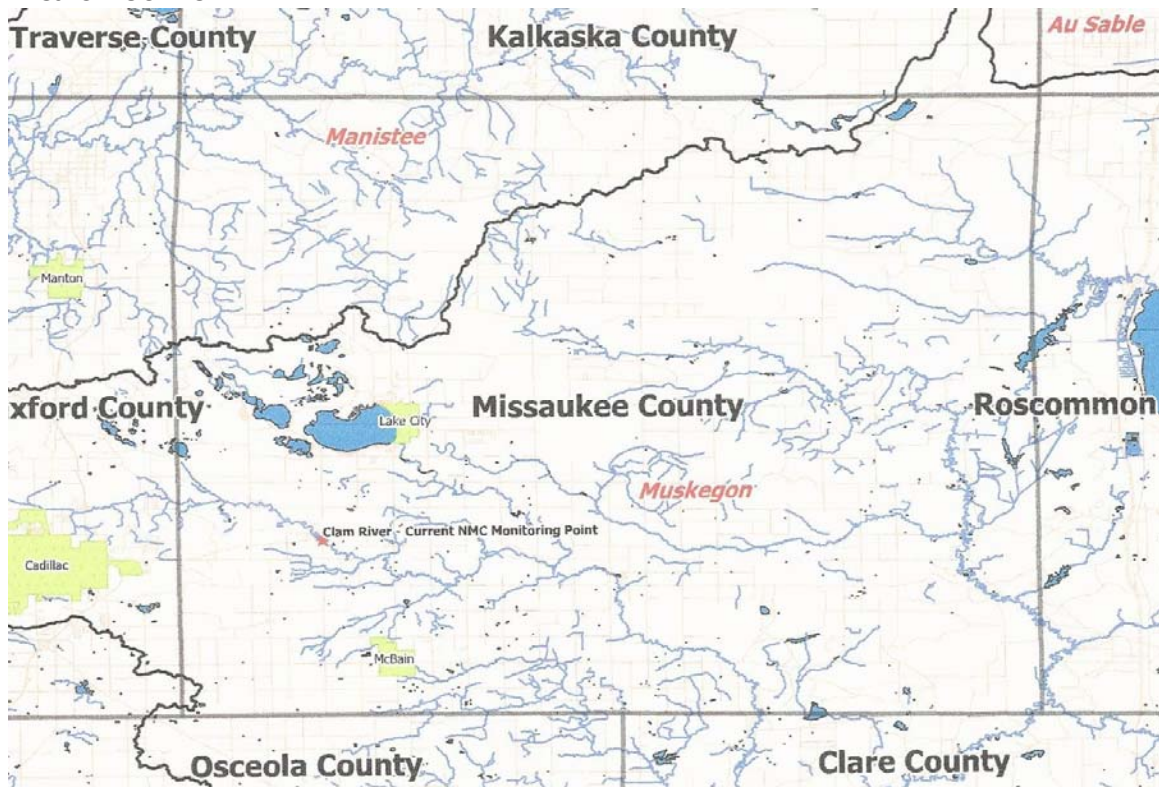 Traverse County
Kalkaska County
Au Sable
Manistee
Manton
xford County
Missaukee County
Roscommon
Lake City
Muskegon
Clam River - Current NMC Monitoring Point
Cadillac
McBain
Osceola County
Clare County